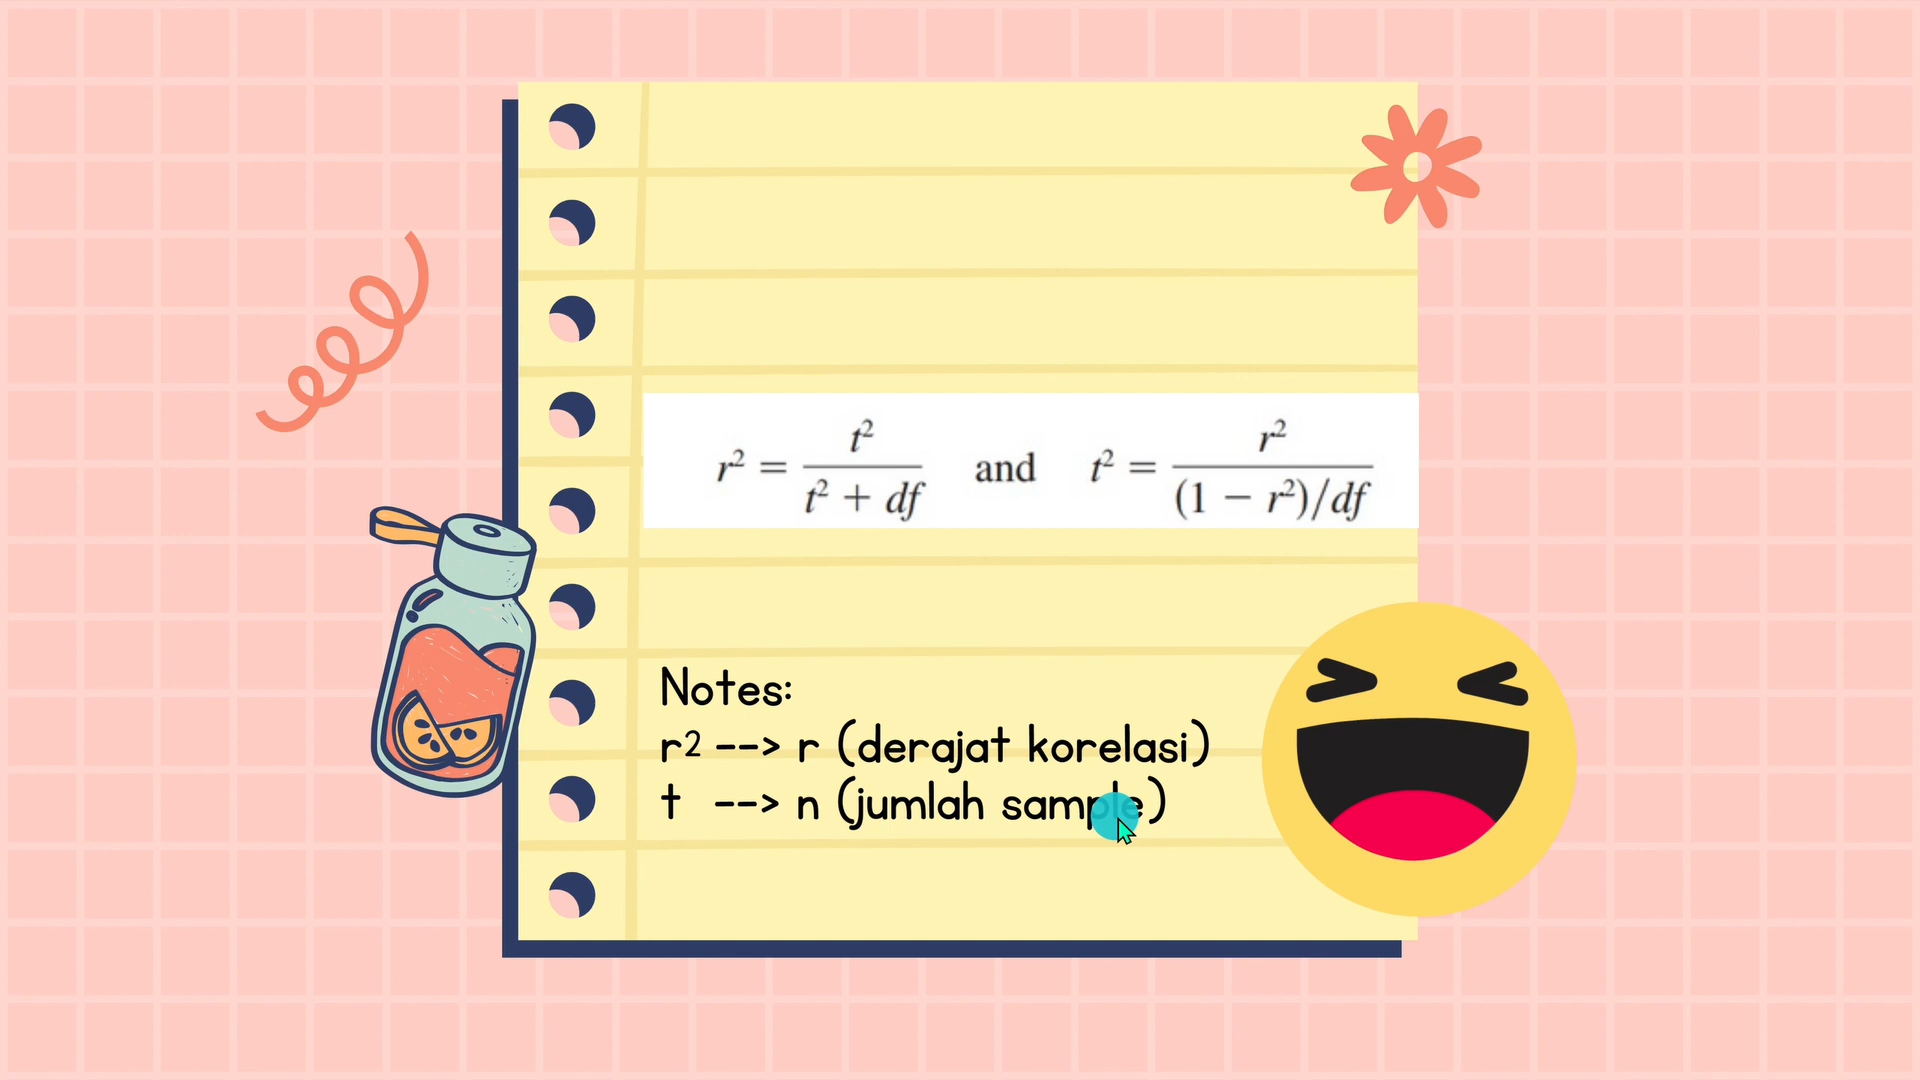 r² = t² / (t² + df) and t² = r² / ((1 − r²)/df)
Notes:
r2 --> r (derajat korelasi)
t --> n (jumlah sample)